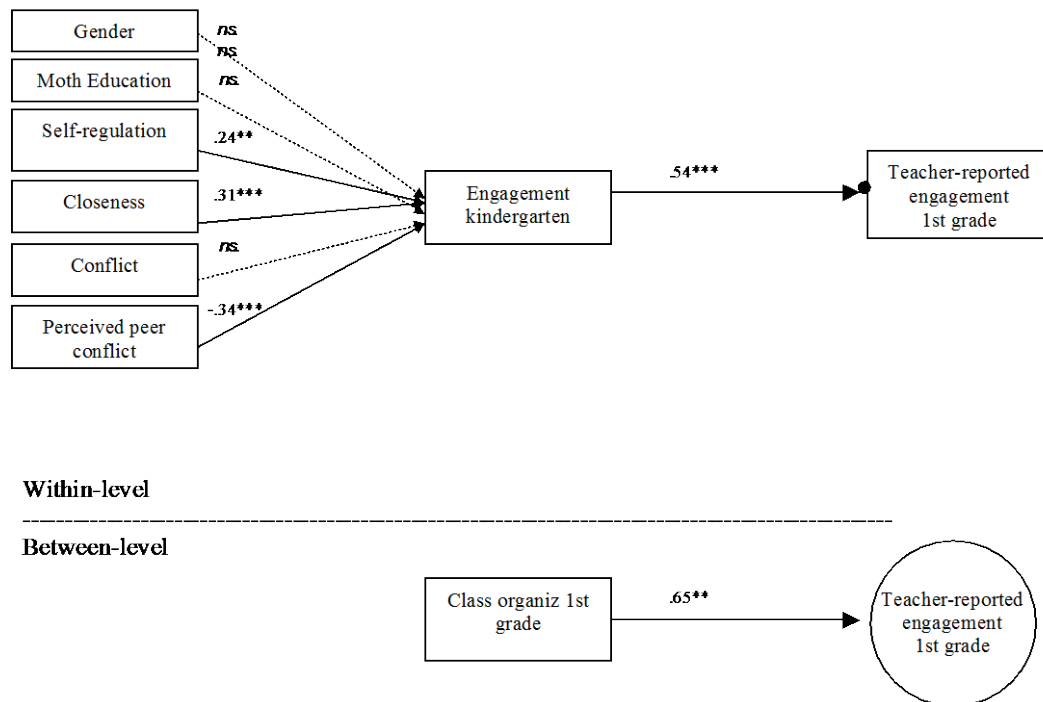 Gender
ns.
ns.
Moth Education
ns.
Self-regulation
.24**
Closeness
.31***
Conflict
ns.
Perceived peer
conflict
-.34***
Engagement
kindergarten
.54***
Teacher-reported
engagement
1st grade
Within-level
Between-level
Class organiz 1st
grade
.65**
Teacher-reported
engagement
1st grade